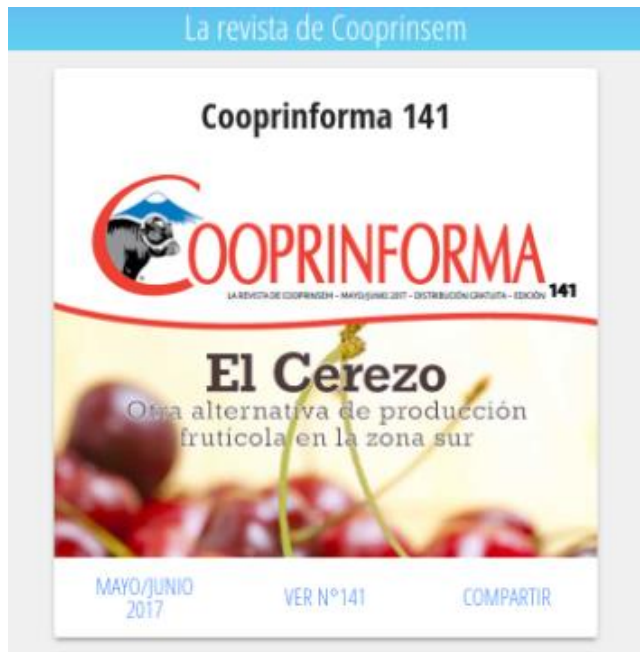 La revista de Cooprinsem
Cooprinforma 141
COOPRINFORMA
LA REVISTA DE COOPRINSEM – MAYO/JUNIO 2017 – DISTRIBUCIÓN GRATUITA – EDICIÓN 141
El Cerezo
Otra alternativa de producción
frutícola en la zona sur
MAYO/JUNIO
2017
VER N°141
COMPARTIR